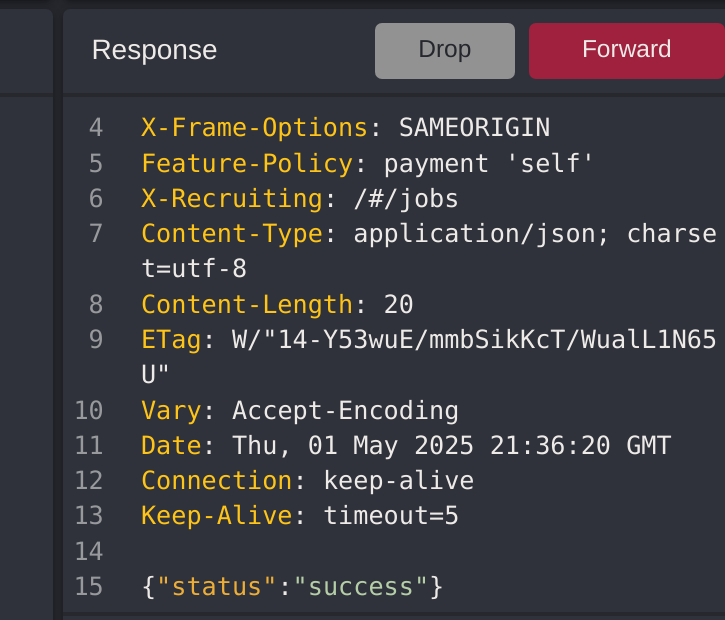 Response
Drop
Forward
4 X-Frame-Options: SAMEORIGIN
5 Feature-Policy: payment 'self'
6 X-Recruiting: /#/jobs
7 Content-Type: application/json; charse
t=utf-8
8 Content-Length: 20
9 ETag: W/"14-Y53wuE/mmbSikKcT/WualL1N65
U"
10 Vary: Accept-Encoding
11 Date: Thu, 01 May 2025 21:36:20 GMT
12 Connection: keep-alive
13 Keep-Alive: timeout=5
14
15 {"status":"success"}